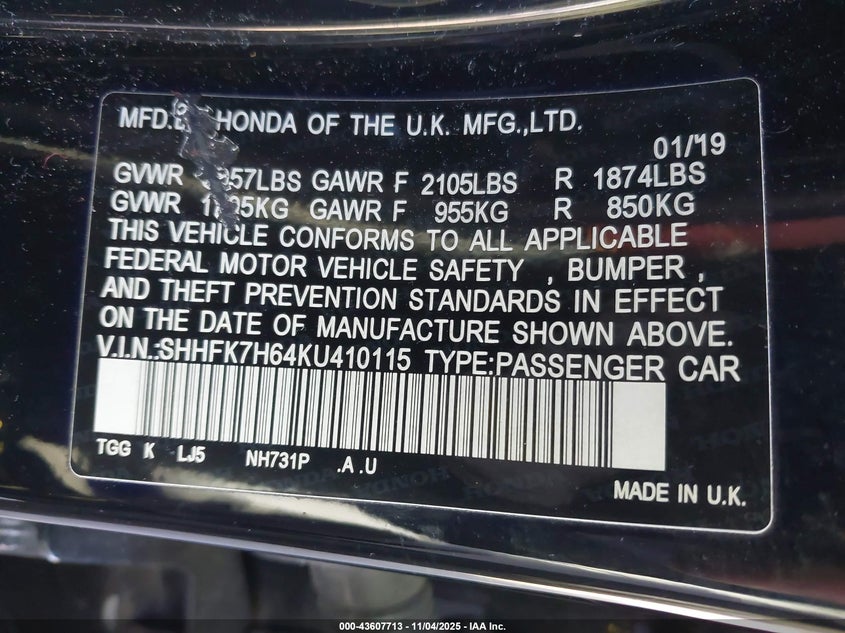 MFD. HONDA OF THE U.K. MFG.,LTD.
01/'19
GVWR GAWR F 2105LBS R 1874LBS
GVWR GAWR F 955KG R 850KG
THIS VEHICLE CONFORMS TO ALL APPLICABLE
FEDERAL MOTOR VEHICLE SAFETY , BUMPER ,
AND THEFT PREVENTION STANDARDS IN EFFECT
ON THE DATE OF MANUFACTURE SHOWN ABOVE.
V.I.N.:SHHFK7H64KU410115 TYPE:PASSENGER CAR
TGG K LJ5 NH731P .A .U
MADE IN U.K.
000-43607713 - 11/04/2025 - IAA Inc.